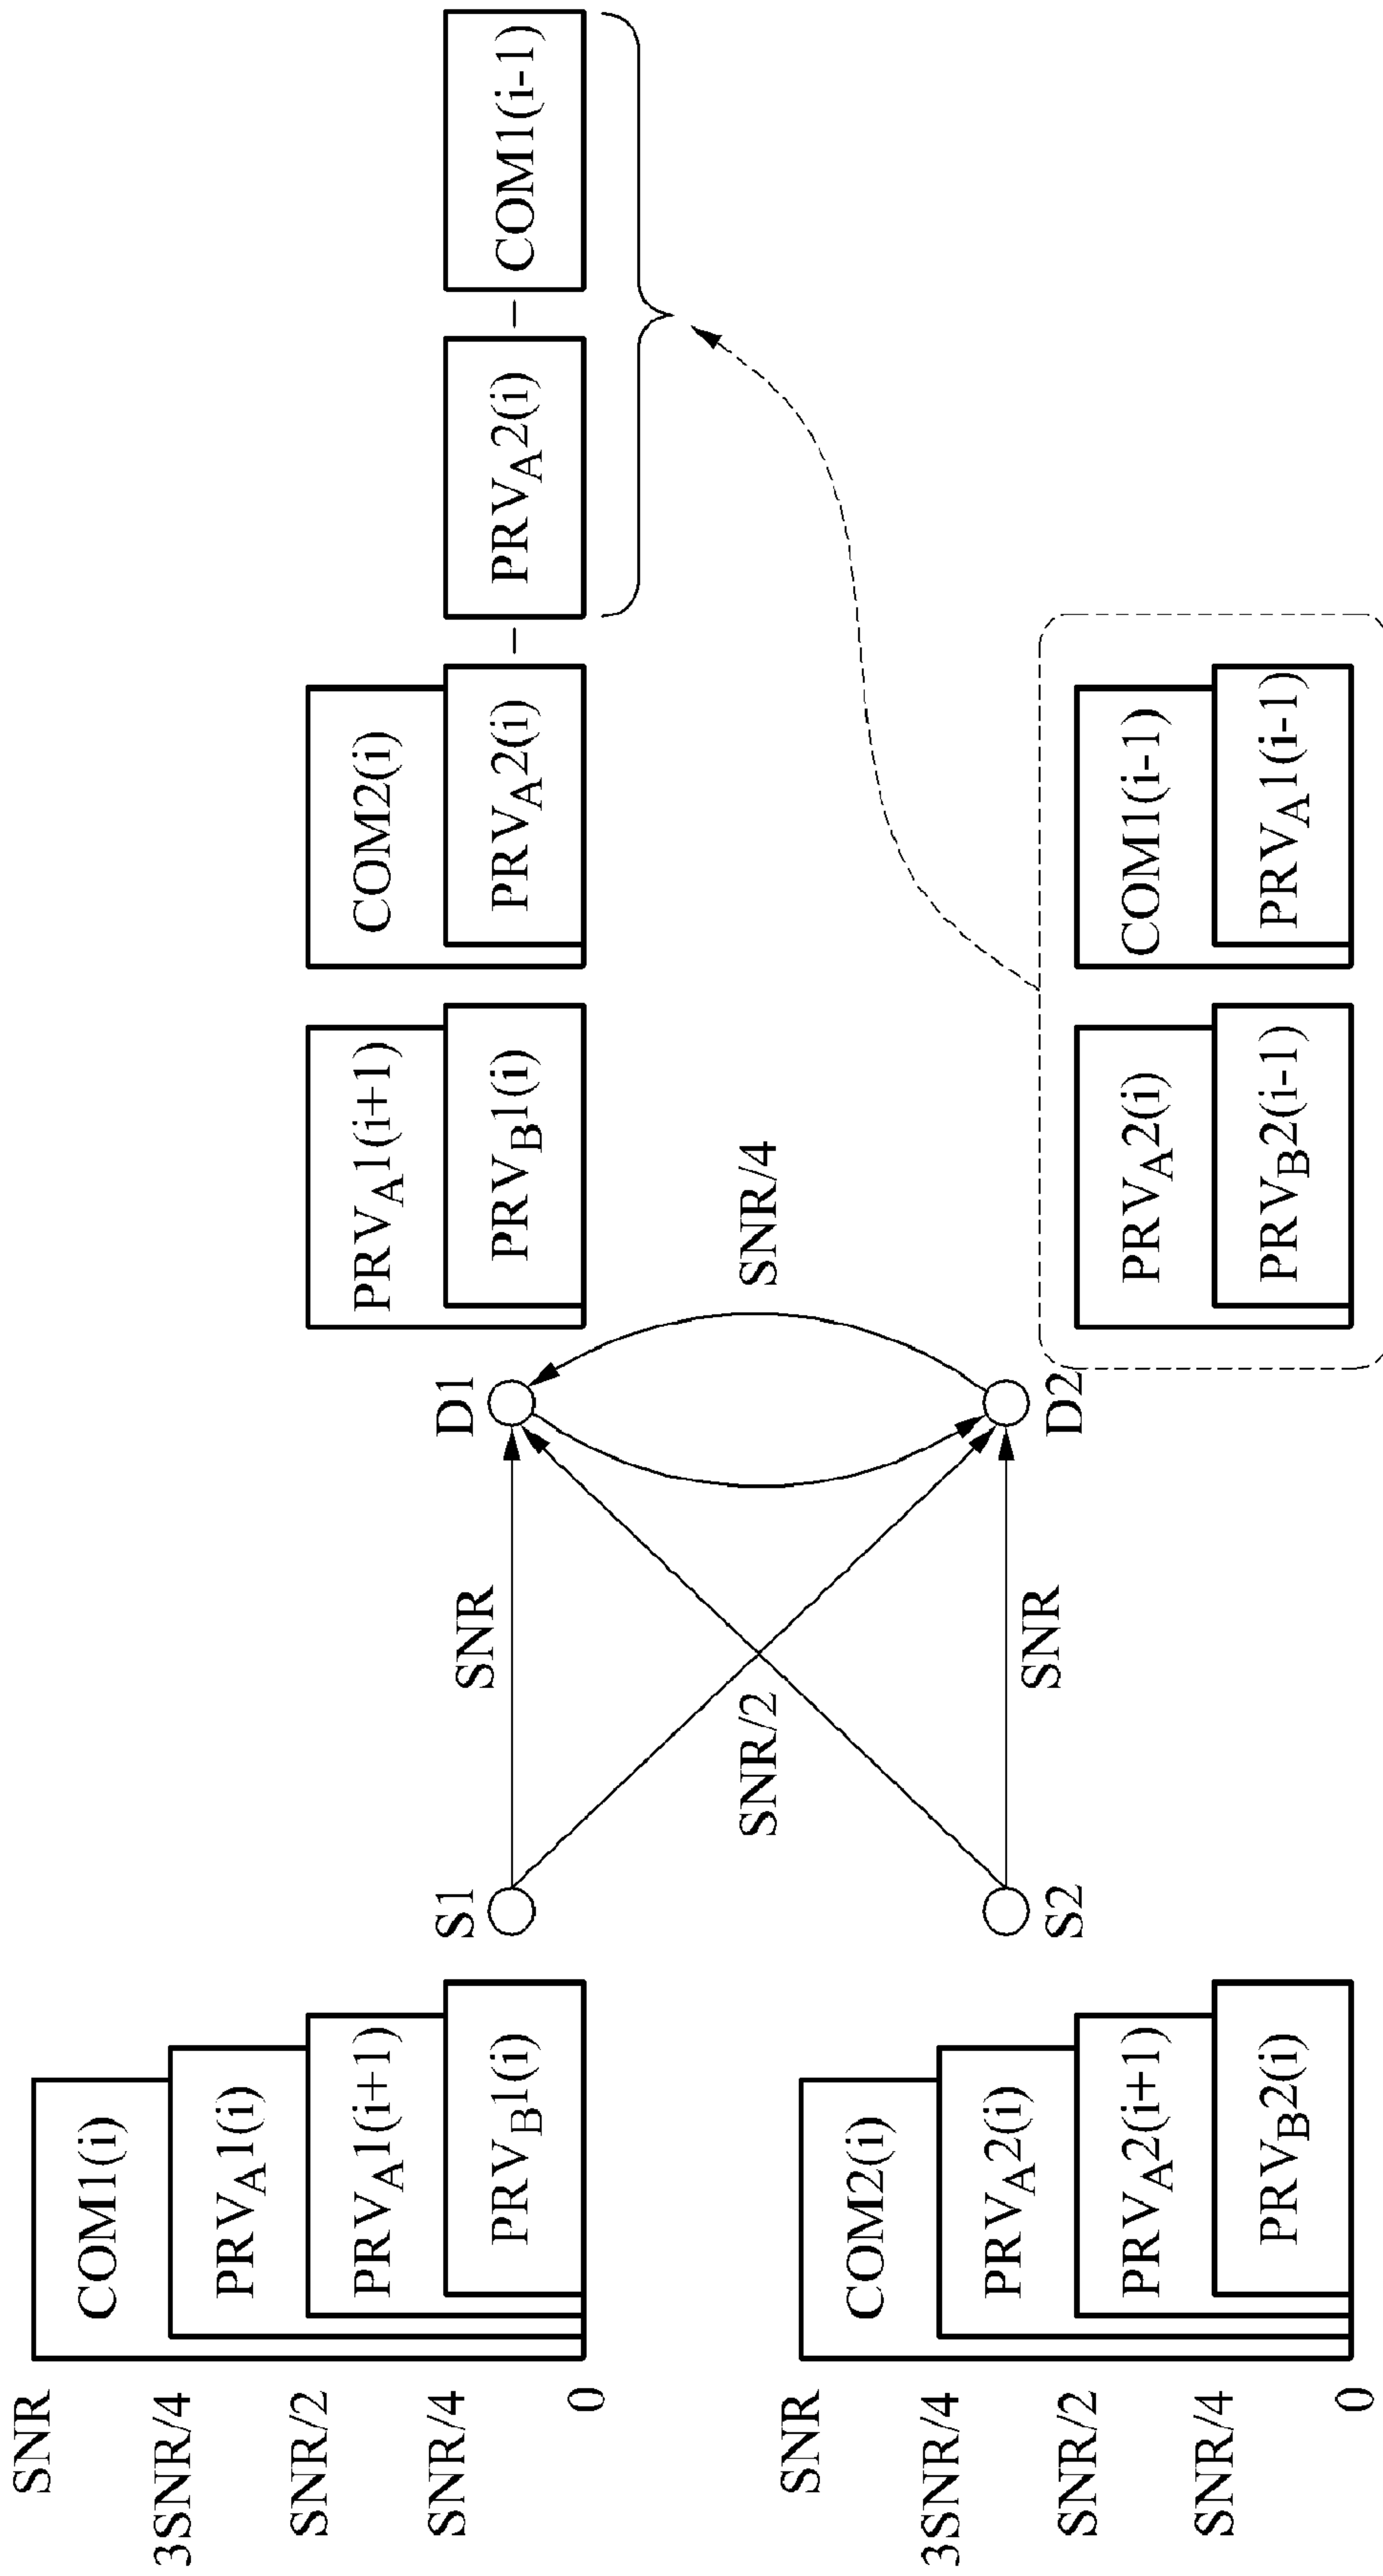 SNR
3SNR/4
SNR/2
SNR/4
0
COM1(i)
PRVA1(i)
PRVA1(i+1)
PRVB1(i)
S1
SNR
D1
PRVA1(i+1)
PRVB1(i)
COM2(i)
PRVA2(i)
–
PRVA2(i)
–
COM1(i-1)
SNR/2
SNR/4
SNR
3SNR/4
SNR/2
SNR/4
0
COM2(i)
PRVA2(i)
PRVA2(i+1)
PRVB2(i)
S2
SNR
D2
PRVA2(i)
PRVB2(i-1)
COM1(i-1)
PRVA1(i-1)